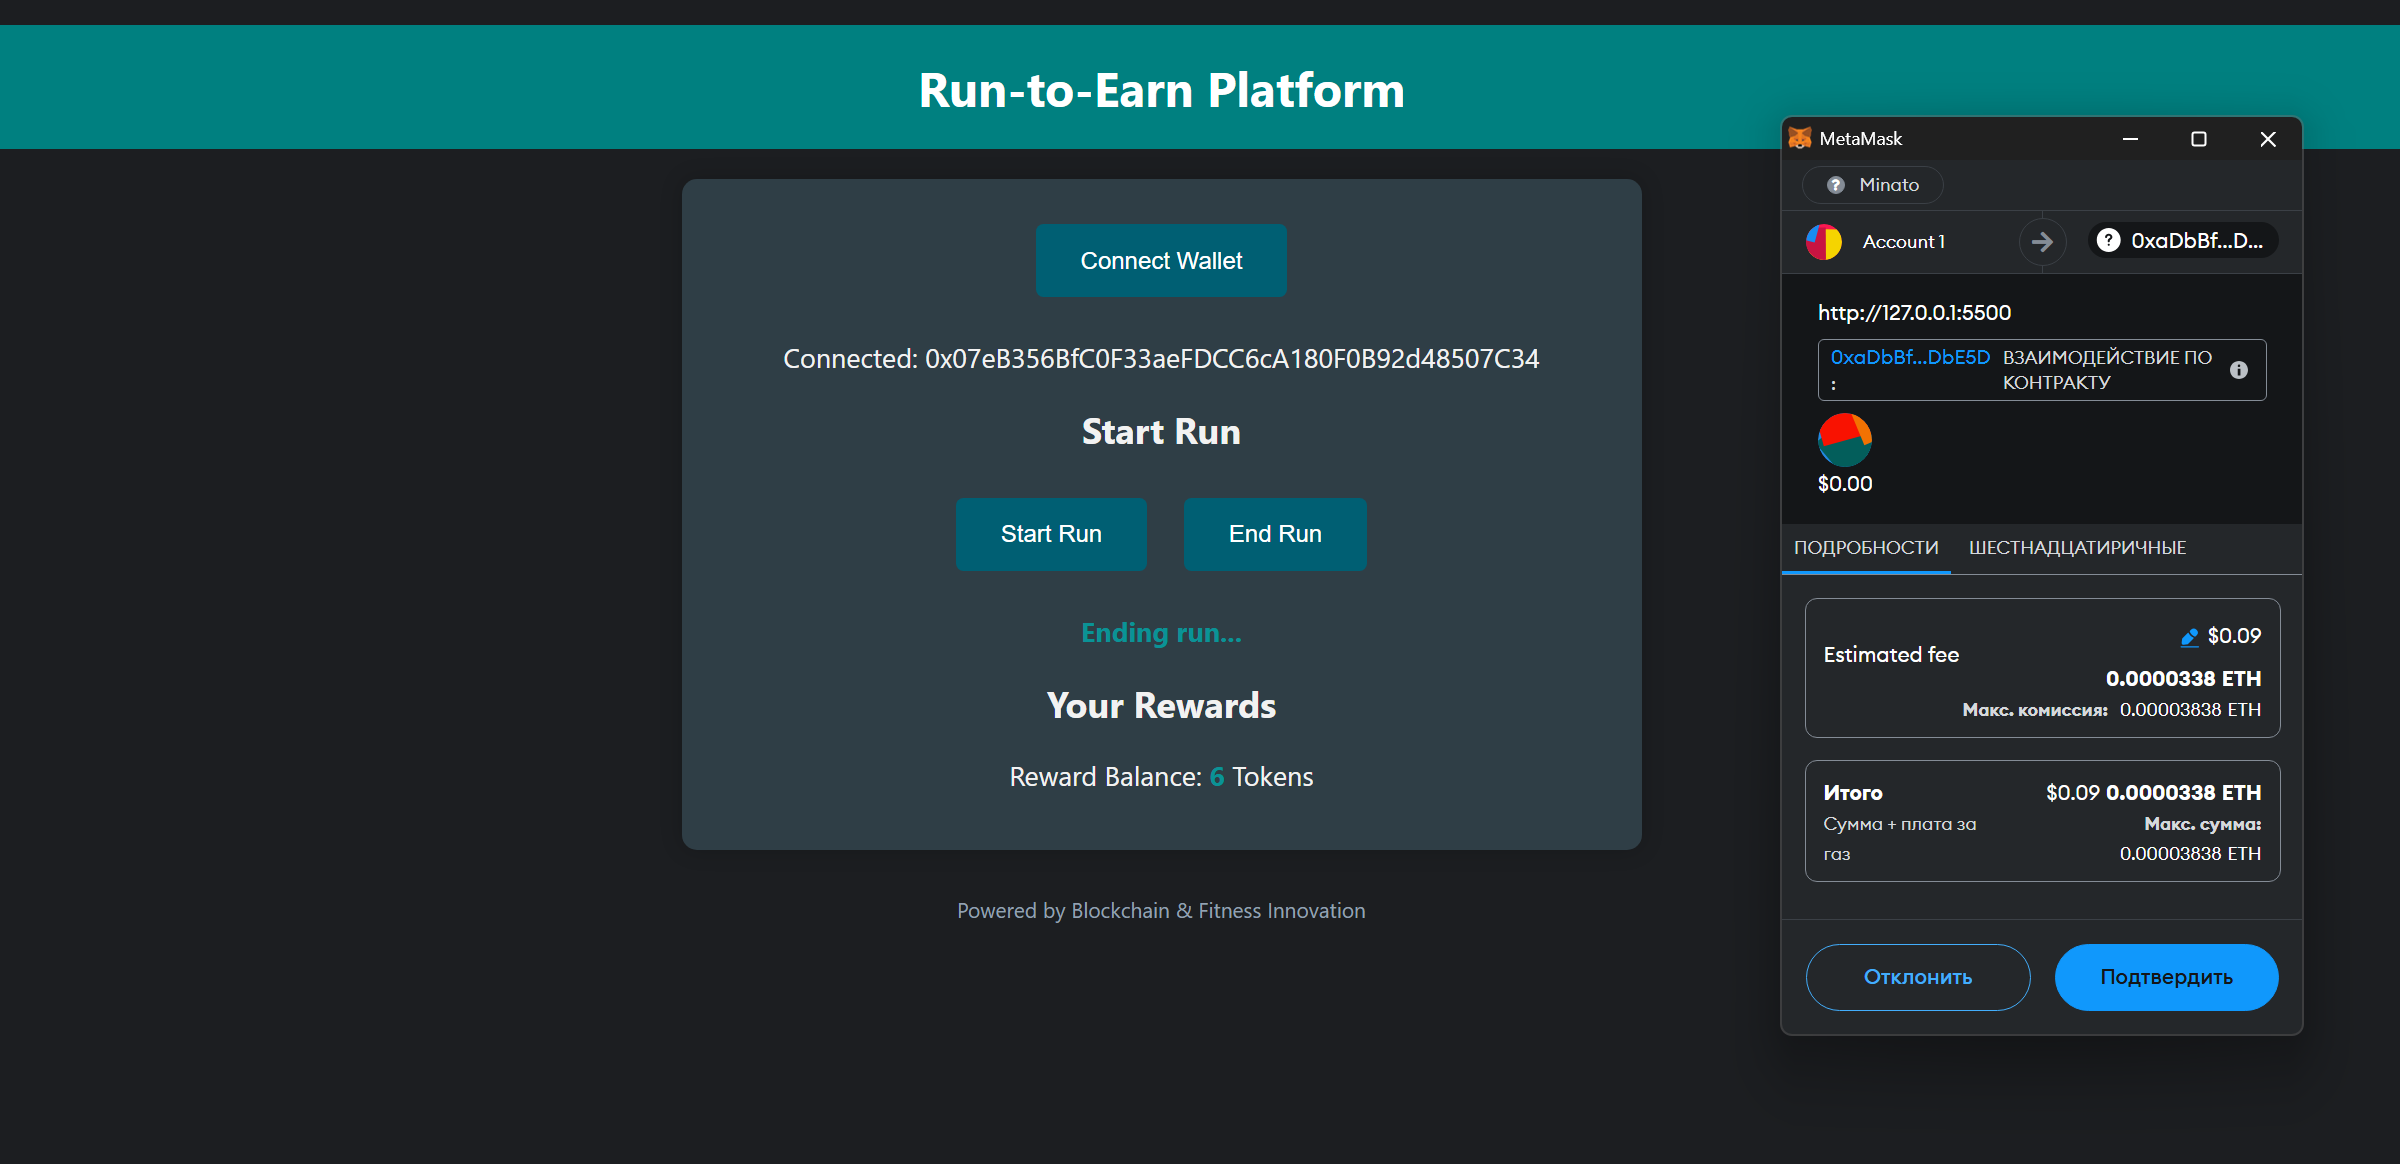 Run-to-Earn Platform
Connect Wallet
Connected: 0x07eB356BfC0F33aeFDCC6cA180F0B92d48507C34
Start Run
Start Run
End Run
Ending run...
Your Rewards
Reward Balance: 6 Tokens
Powered by Blockchain & Fitness Innovation
MetaMask
Minato
Account 1
0xaDbBf...D...
http://127.0.0.1:5500
0xaDbBf...DbE5D ВЗАИМОДЕЙСТВИЕ ПО
: КОНТРАКТУ
$0.00
ПОДРОБНОСТИ
ШЕСТНАДЦАТИРИЧНЫЕ
$0.09
Estimated fee
0.0000338 ETH
Макс. комиссия: 0.00003838 ETH
Итого $0.09 0.0000338 ETH
Сумма + плата за Макс. сумма:
газ 0.00003838 ETH
Отклонить
Подтвердить